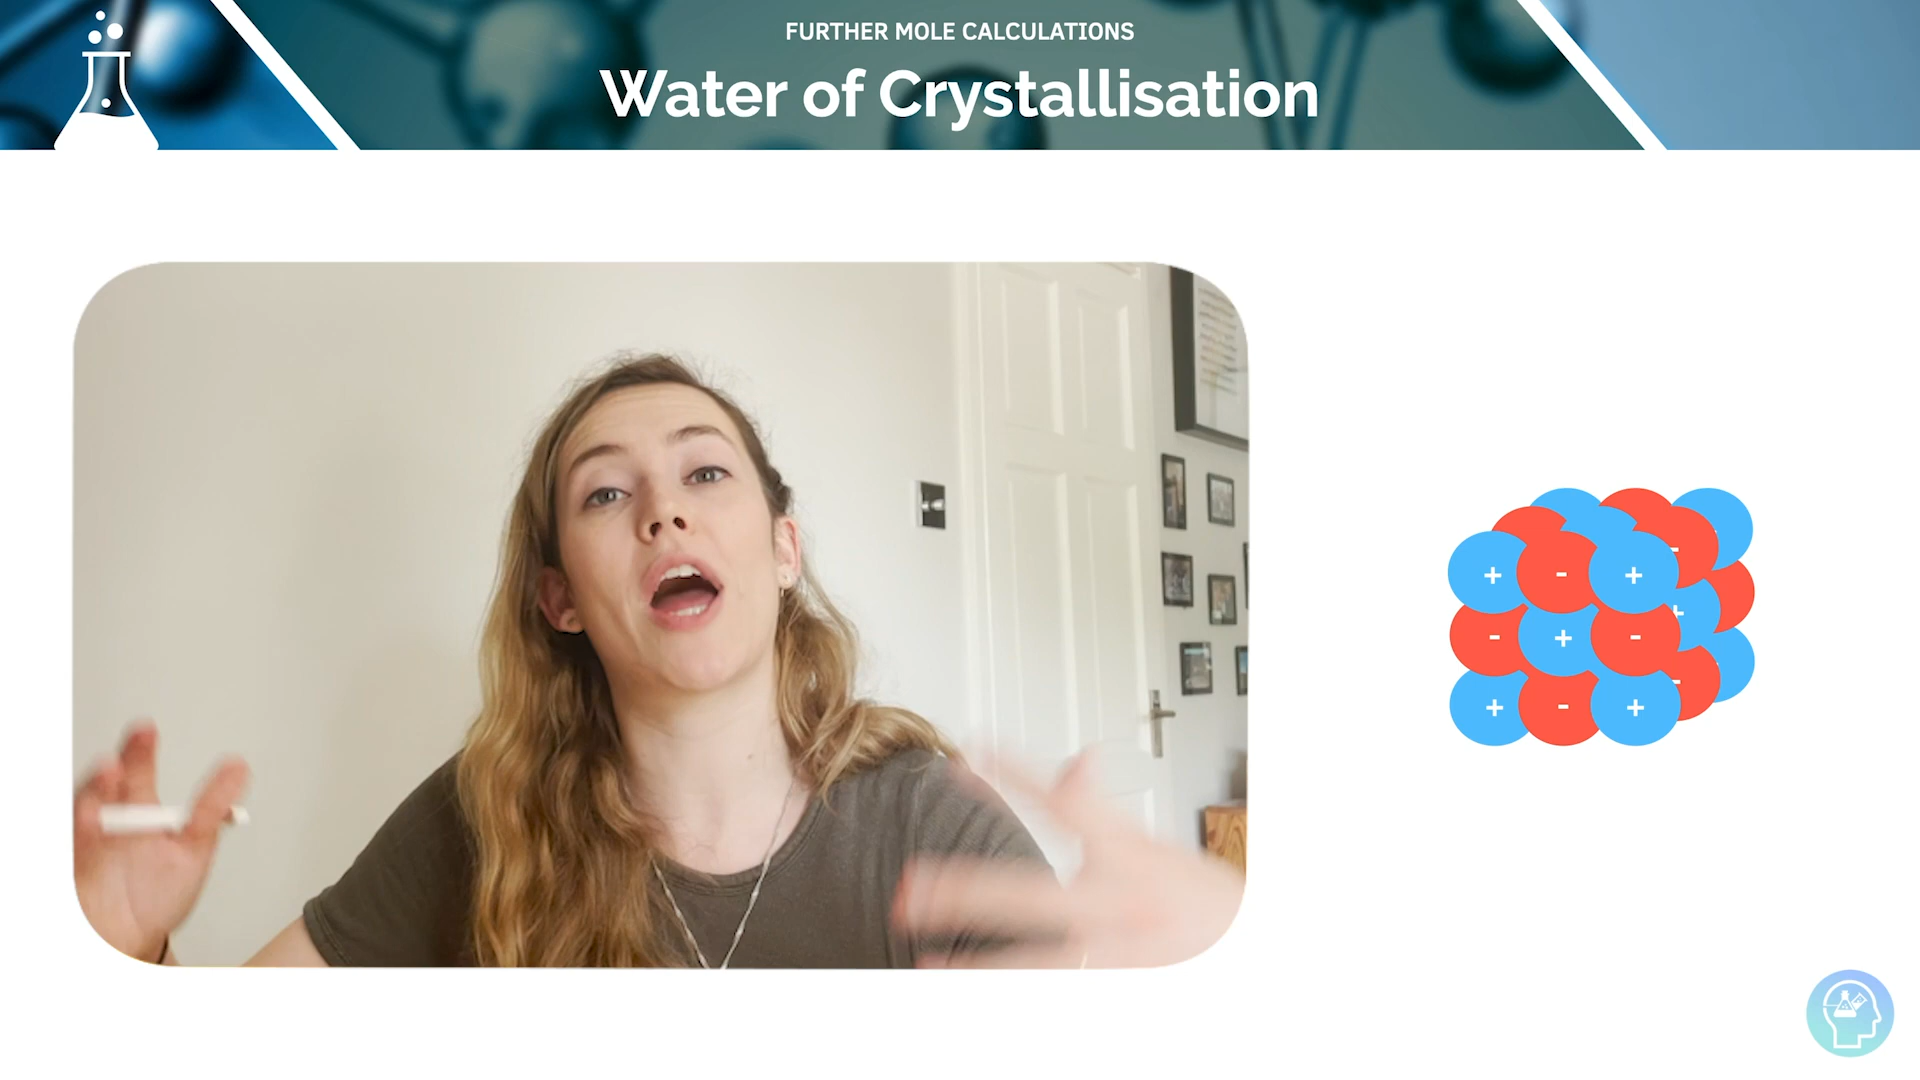 FURTHER MOLE CALCULATIONS
Water of Crystallisation
+ - + -
- + - +
+ - + -